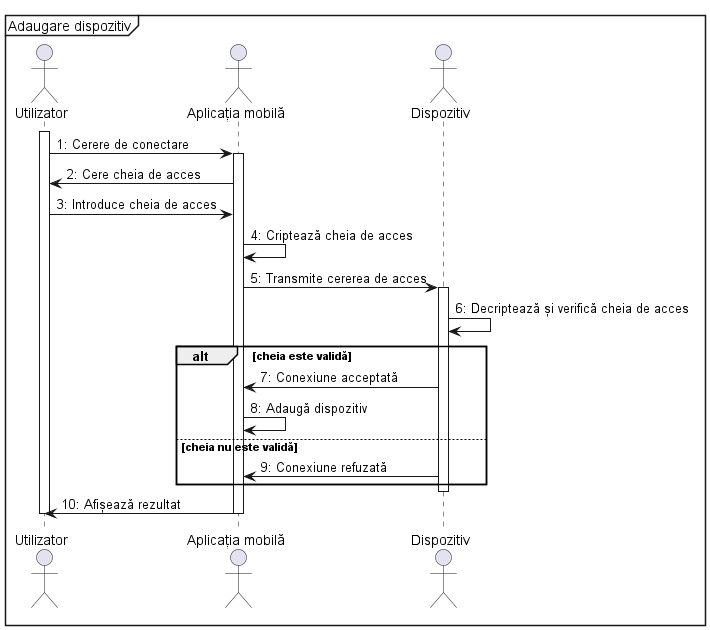 Adaugare dispozitiv
Utilizator
Aplicația mobilă
Dispozitiv
1: Cerere de conectare
2: Cere cheia de acces
3: Introduce cheia de acces
4: Criptează cheia de acces
5: Transmite cererea de acces
6: Decriptează și verifică cheia de acces
alt
[cheia este validă]
7: Conexiune acceptată
8: Adaugă dispozitiv
[cheia nu este validă]
9: Conexiune refuzată
10: Afișează rezultat
Utilizator
Aplicația mobilă
Dispozitiv